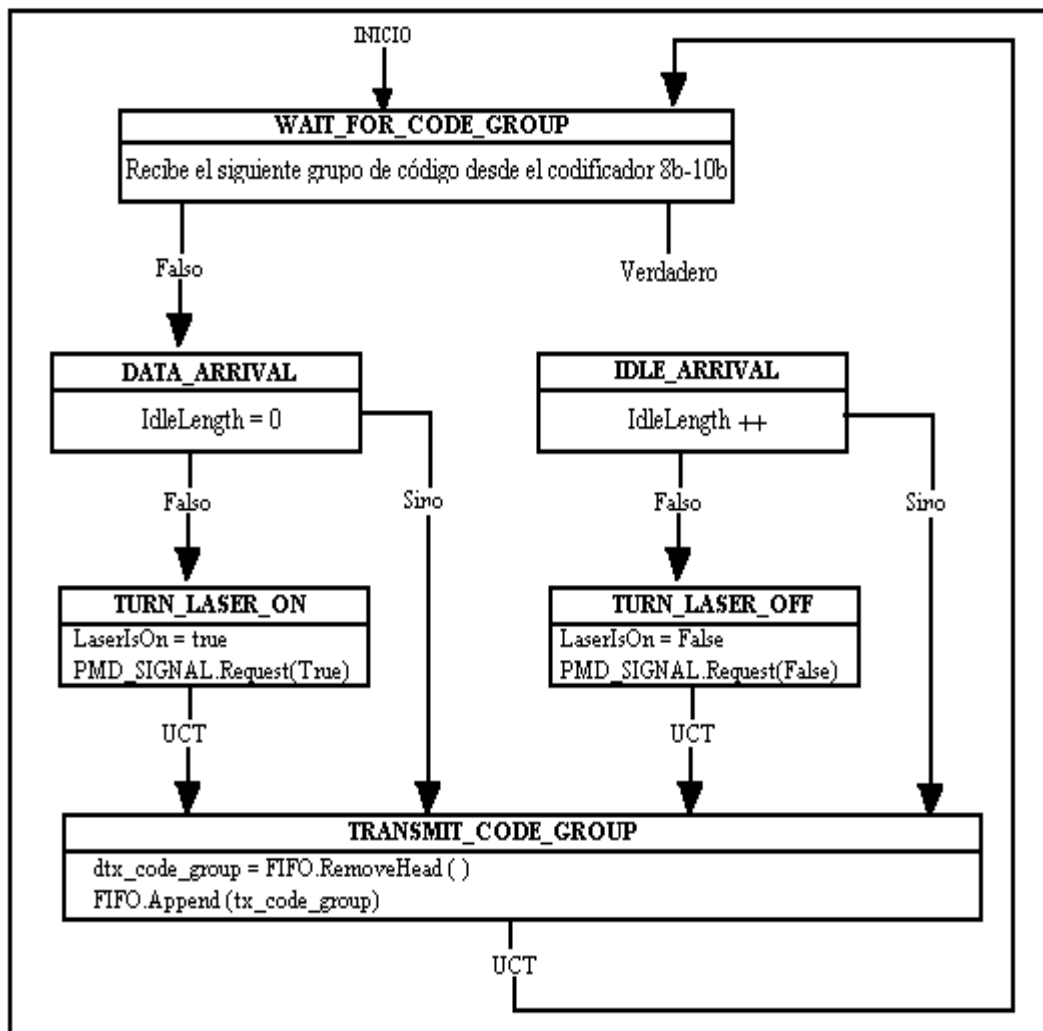 INICIO
WAIT_FOR_CODE_GROUP
Recibe el siguiente grupo de código desde el codificador 8b-10b
Falso
Verdadero
DATA_ARRIVAL
IdleLength = 0
IDLE_ARRIVAL
IdleLength ++
Falso
Sino
Falso
Sino
TURN_LASER_ON
LaserIsOn = true
PMD_SIGNAL.Request(True)
TURN_LASER_OFF
LaserIsOn = False
PMD_SIGNAL.Request(False)
UCT
UCT
TRANSMIT_CODE_GROUP
dtx_code_group = FIFO.RemoveHead ( )
FIFO.Append (tx_code_group)
UCT